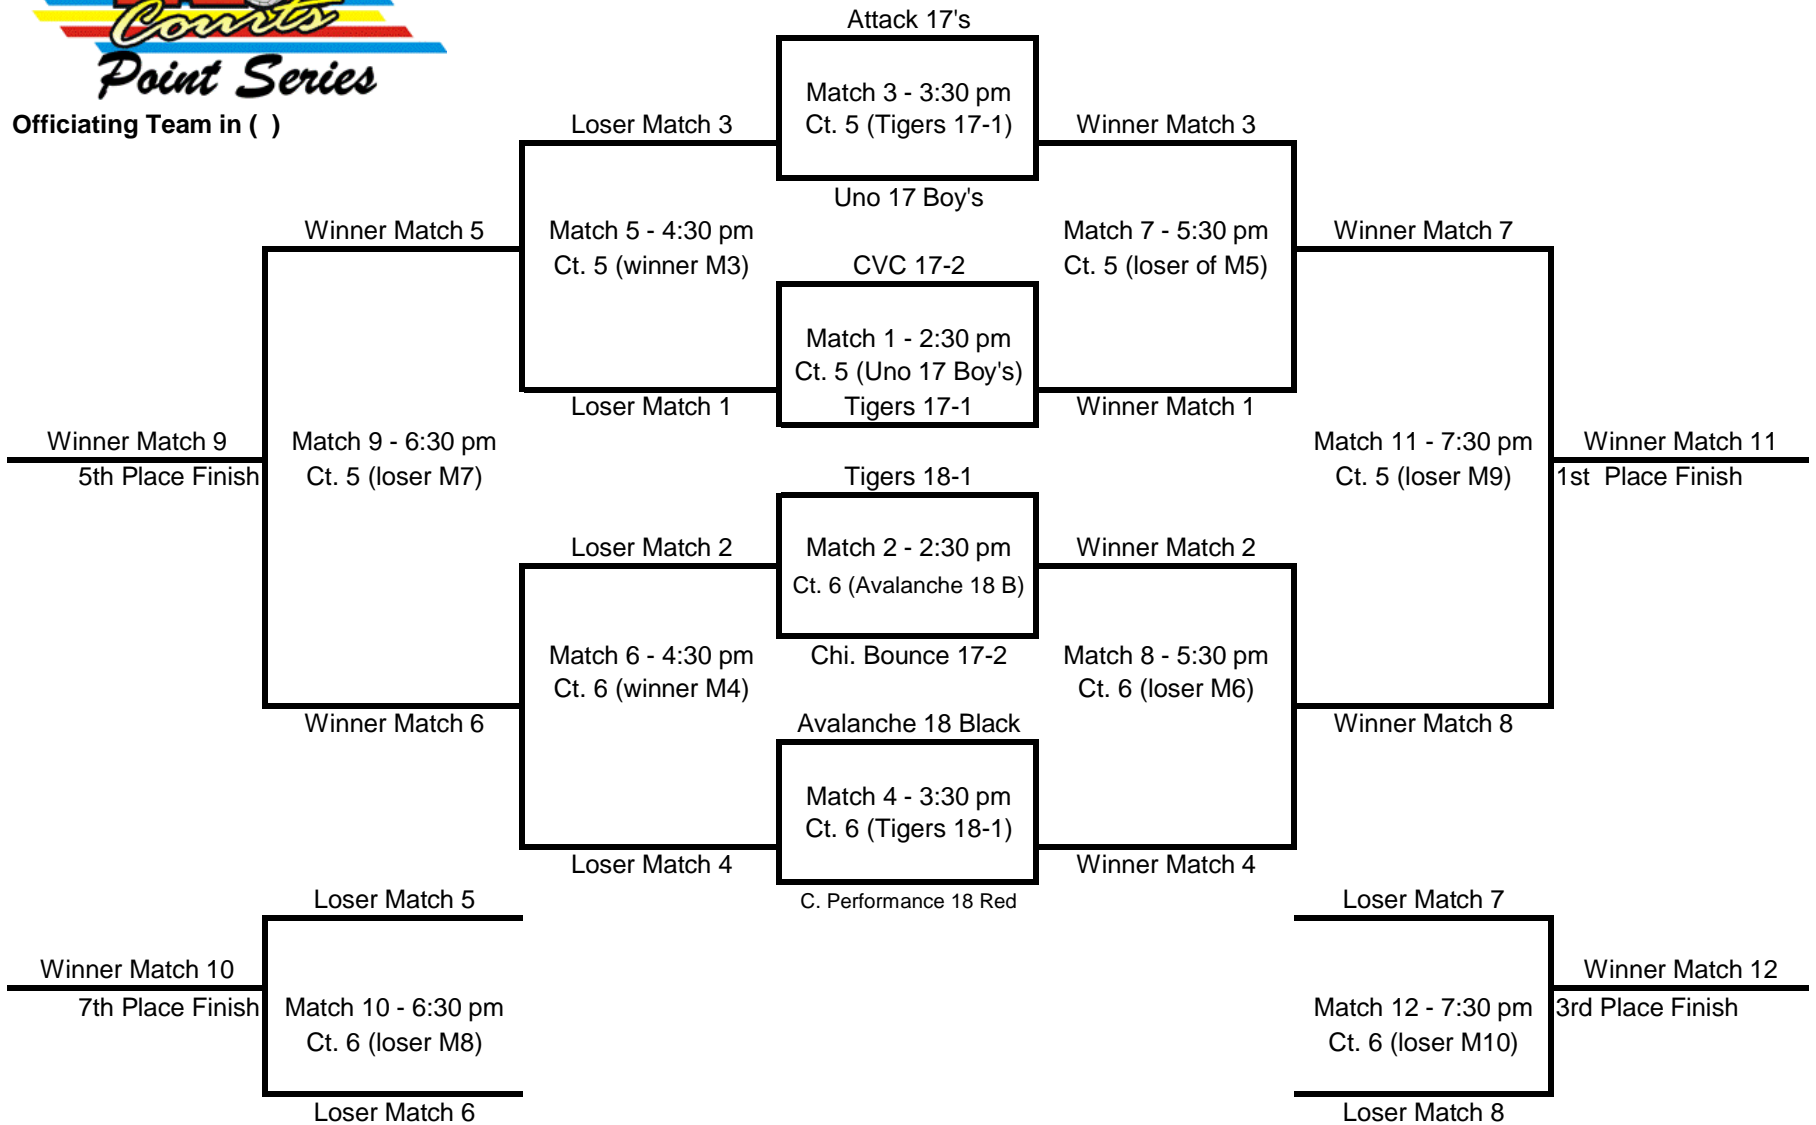 Courts
Point Series
Officiating Team in ( )
Attack 17's
Match 3 - 3:30 pm
Ct. 5 (Tigers 17-1)
Uno 17 Boy's
Loser Match 3
Winner Match 3
Winner Match 5
Match 5 - 4:30 pm
Ct. 5 (winner M3)
CVC 17-2
Match 7 - 5:30 pm
Ct. 5 (loser of M5)
Winner Match 7
Match 1 - 2:30 pm
Ct. 5 (Uno 17 Boy's)
Tigers 17-1
Loser Match 1
Winner Match 1
Winner Match 9
5th Place Finish
Match 9 - 6:30 pm
Ct. 5 (loser M7)
Match 11 - 7:30 pm
Ct. 5 (loser M9)
Winner Match 11
1st  Place Finish
Tigers 18-1
Loser Match 2
Match 2 - 2:30 pm
Ct. 6 (Avalanche 18 B)
Winner Match 2
Chi. Bounce 17-2
Match 6 - 4:30 pm
Ct. 6 (winner M4)
Match 8 - 5:30 pm
Ct. 6 (loser M6)
Winner Match 6
Avalanche 18 Black
Winner Match 8
Match 4 - 3:30 pm
Ct. 6 (Tigers 18-1)
Loser Match 4
Winner Match 4
C. Performance 18 Red
Loser Match 5
Loser Match 7
Winner Match 10
7th Place Finish
Match 10 - 6:30 pm
Ct. 6 (loser M8)
Match 12 - 7:30 pm
Ct. 6 (loser M10)
Winner Match 12
3rd Place Finish
Loser Match 6
Loser Match 8